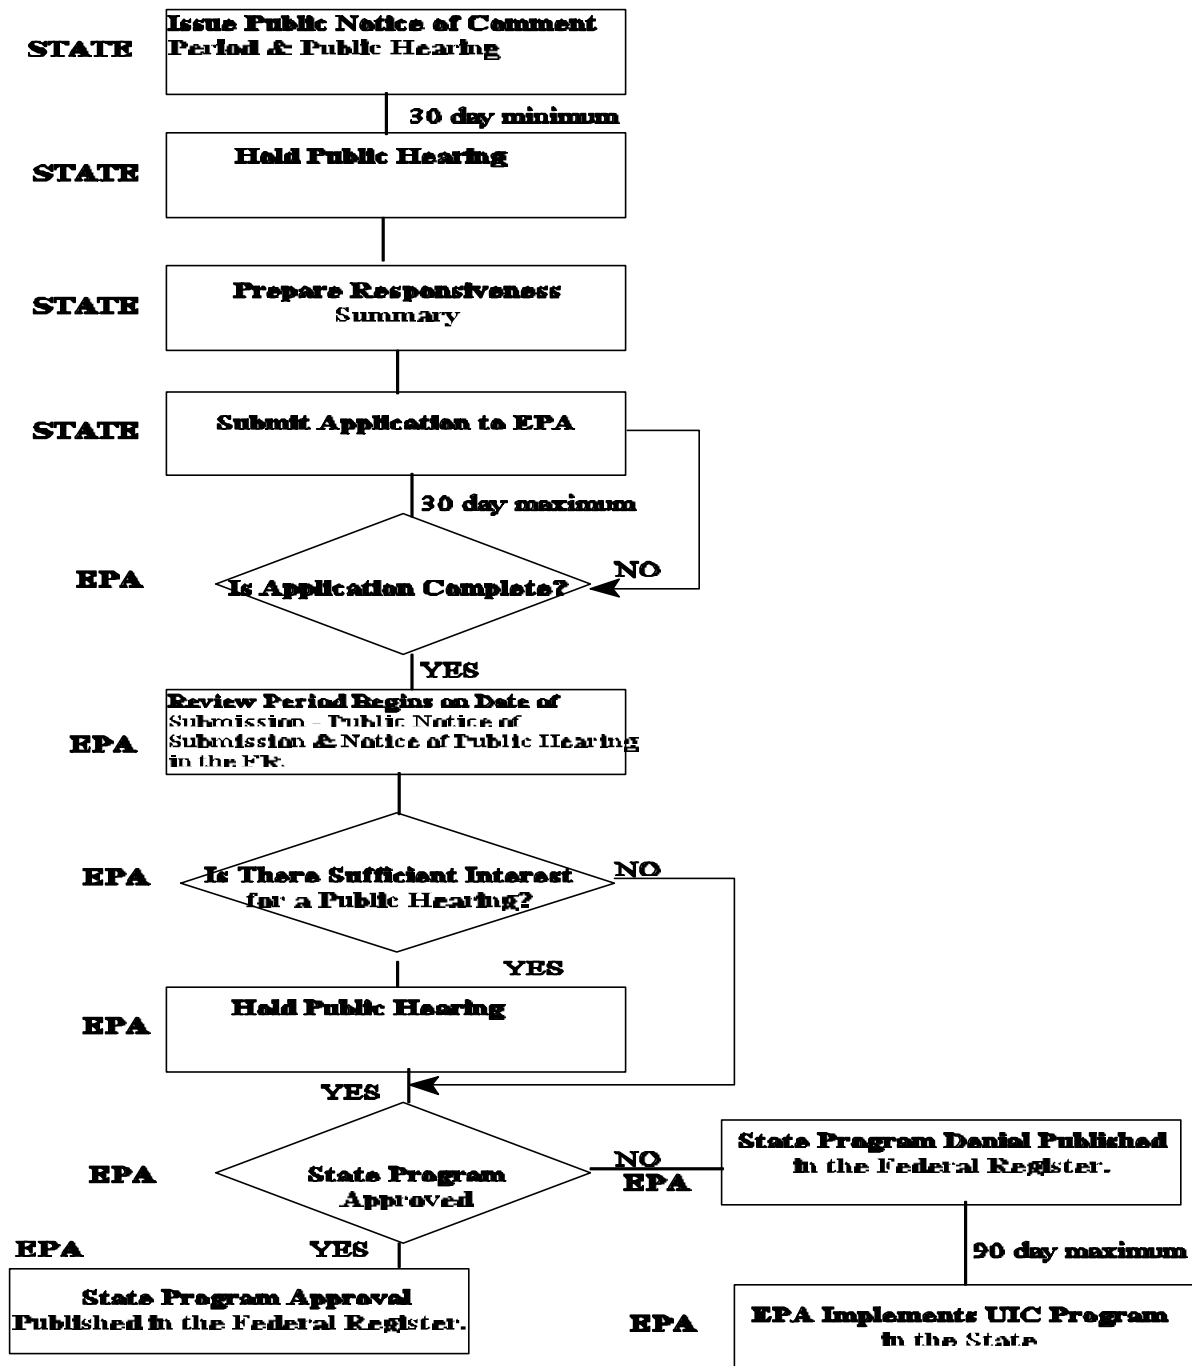 STATE
Issue Public Notice of Comment
Period & Public Hearing
30 day minimum
STATE
Hold Public Hearing
STATE
Prepare Responsiveness
Summary
STATE
Submit Application to EPA
30 day maximum
EPA
Is Application Complete?
NO
YES
EPA
Review Period Begins on Date of
Submission - Public Notice of
Submission & Notice of Public Hearing
in the FR.
EPA
Is There Sufficient Interest
for a Public Hearing?
NO
YES
EPA
Hold Public Hearing
YES
EPA
State Program
Approved
NO
EPA
State Program Denial Published
in the Federal Register.
90 day maximum
EPA
YES
State Program Approval
Published in the Federal Register.
EPA
EPA Implements UIC Program
in the State